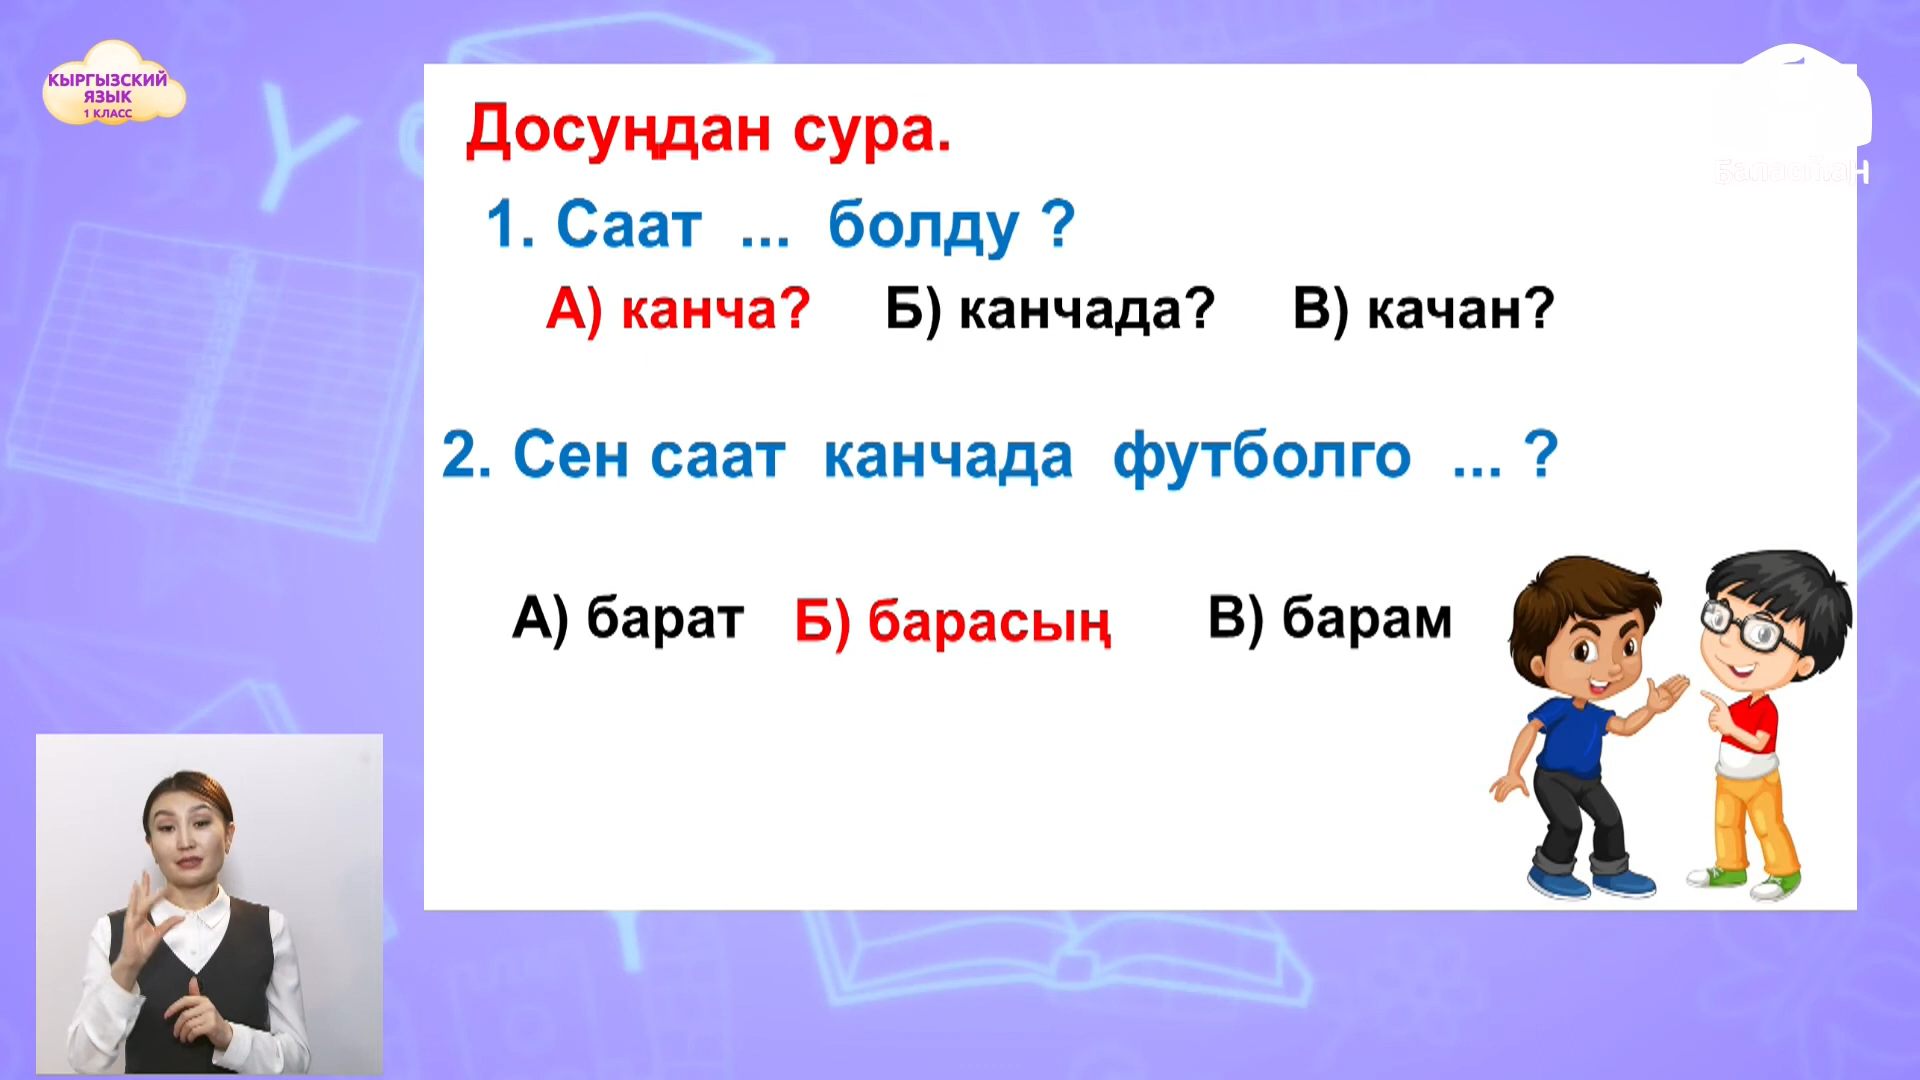 КЫРГЫЗСКИЙ
ЯЗЫК
1 КЛАСС
Досуңдан сура.
1. Саат ... болду ?
А) канча? Б) канчада? В) качан?
2. Сен саат канчада футболго ... ?
А) барат Б) барасың В) барам